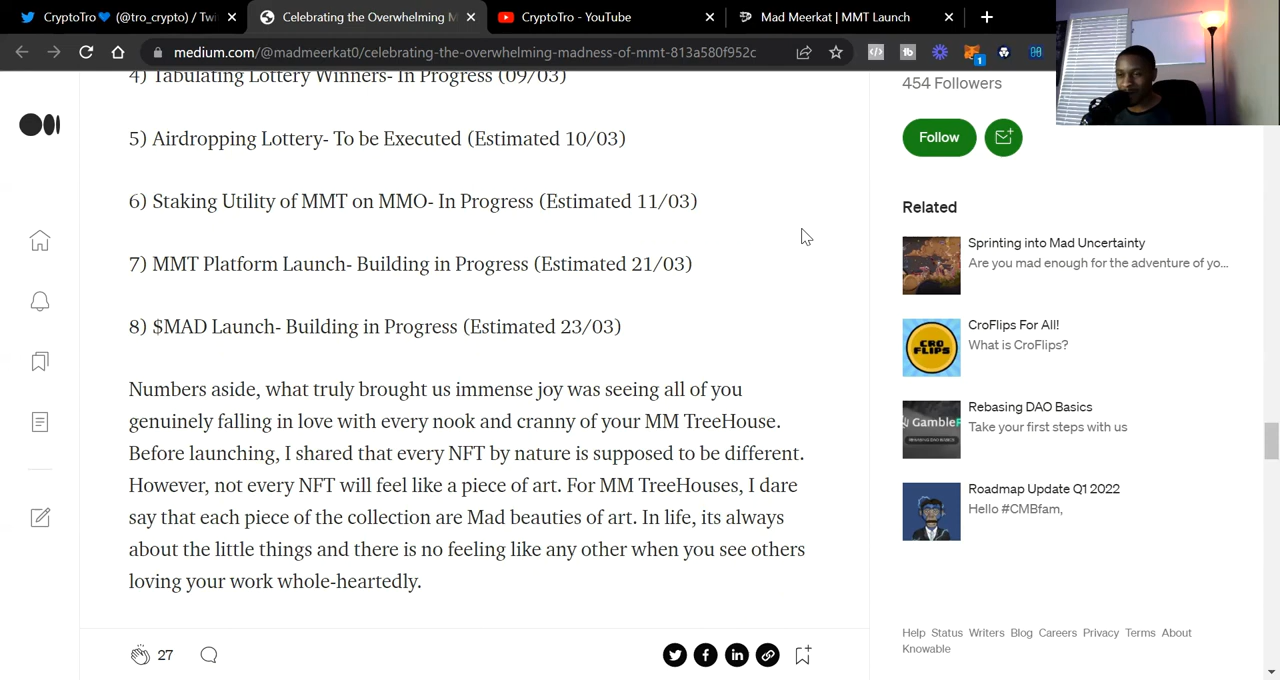 CryptoTro💙 (@tro_crypto) / Twi
Celebrating the Overwhelming M
CryptoTro - YouTube
Mad Meerkat | MMT Launch
medium.com/@madmeerkat0/celebrating-the-overwhelming-madness-of-mmt-813a580f952c
4) Tabulating Lottery Winners- In Progress (09/03)
5) Airdropping Lottery- To be Executed (Estimated 10/03)
6) Staking Utility of MMT on MMO- In Progress (Estimated 11/03)
7) MMT Platform Launch- Building in Progress (Estimated 21/03)
8) $MAD Launch- Building in Progress (Estimated 23/03)
Numbers aside, what truly brought us immense joy was seeing all of you
genuinely falling in love with every nook and cranny of your MM TreeHouse.
Before launching, I shared that every NFT by nature is supposed to be different.
However, not every NFT will feel like a piece of art. For MM TreeHouses, I dare
say that each piece of the collection are Mad beauties of art. In life, its always
about the little things and there is no feeling like any other when you see others
loving your work whole-heartedly.
27
454 Followers
Follow
Related
Sprinting into Mad Uncertainty
Are you mad enough for the adventure of yo...
CRO
FLIPS
CroFlips For All!
What is CroFlips?
Rebasing DAO Basics
Take your first steps with us
Roadmap Update Q1 2022
Hello #CMBfam,
Help Status Writers Blog Careers Privacy Terms About
Knowable